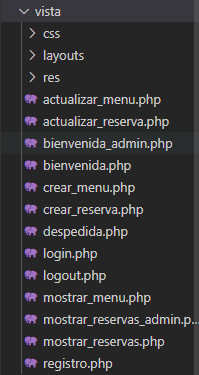 vista
css
layouts
res
actualizar_menu.php
actualizar_reserva.php
bienvenida_admin.php
bienvenida.php
crear_menu.php
crear_reserva.php
despedida.php
login.php
logout.php
mostrar_menu.php
mostrar_reservas_admin.p...
mostrar_reservas.php
registro.php